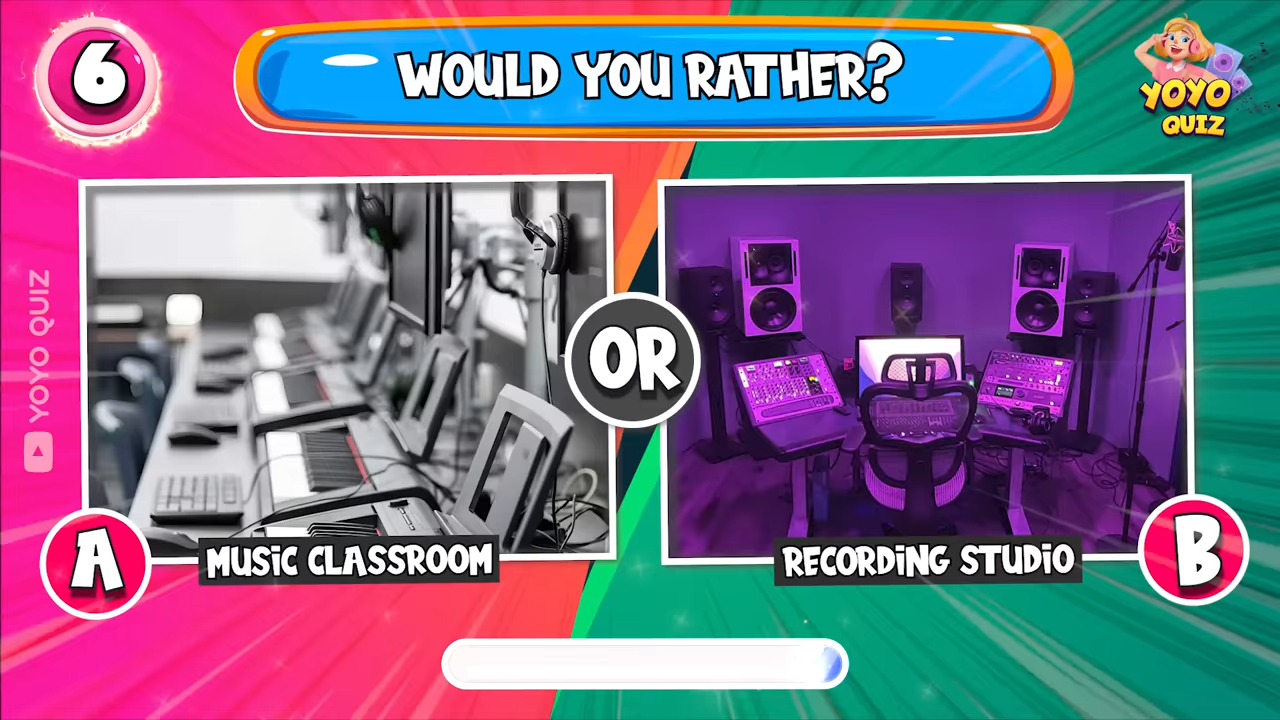 6
WOULD YOU RATHER?
YOYO
QUIZ
YOYO QUIZ
OR
A
MUSIC CLASSROOM
RECORDING STUDIO
B